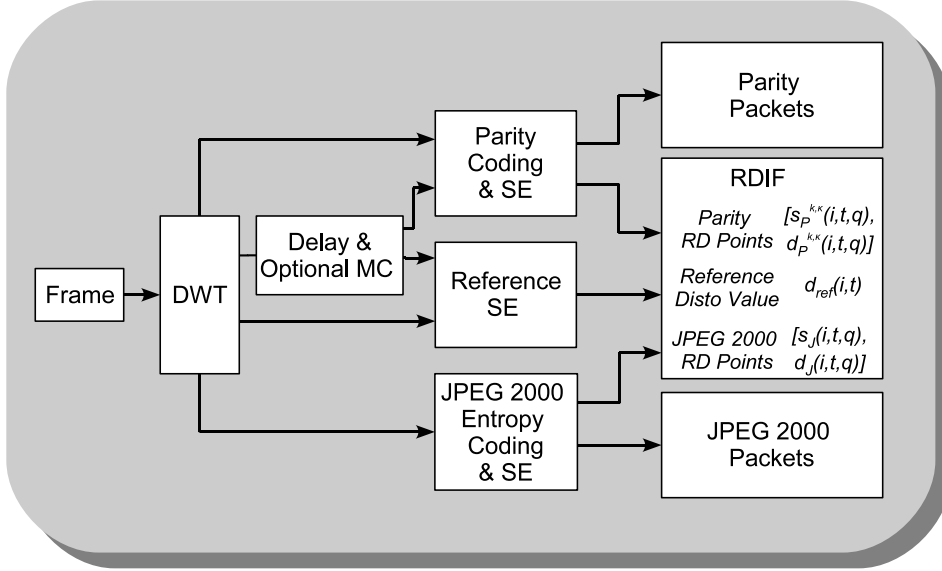 Frame
DWT
Delay &
Optional MC
Parity
Coding
& SE
Reference
SE
JPEG 2000
Entropy
Coding
& SE
Parity
Packets
RDIF
Parity [s_P^{k,κ}(i,t,q),
RD Points d_P^{k,κ}(i,t,q)]
Reference
Disto Value d_ref(i,t)
JPEG 2000 [s_J(i,t,q),
RD Points d_J(i,t,q)]
JPEG 2000
Packets